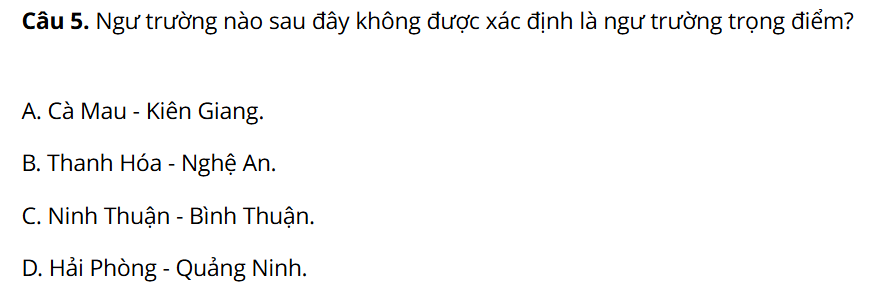 Câu 5. Ngư trường nào sau đây không được xác định là ngư trường trọng điểm?
A. Cà Mau - Kiên Giang.
B. Thanh Hóa - Nghệ An.
C. Ninh Thuận - Bình Thuận.
D. Hải Phòng - Quảng Ninh.